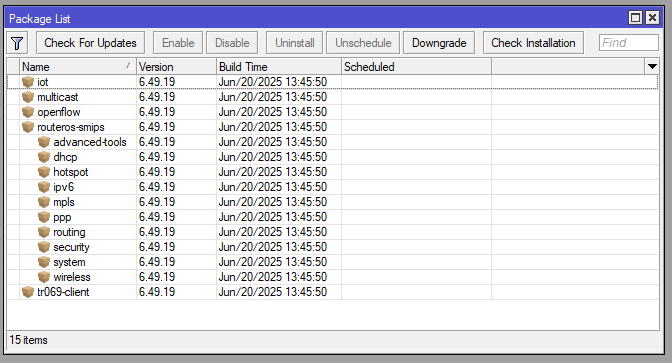 Package List
Check For Updates Enable Disable Uninstall Unschedule Downgrade Check Installation Find
Name / Version Build Time Scheduled
iot 6.49.19 Jun/20/2025 13:45:50
multicast 6.49.19 Jun/20/2025 13:45:50
openflow 6.49.19 Jun/20/2025 13:45:50
routeros-smips 6.49.19 Jun/20/2025 13:45:50
advanced-tools 6.49.19 Jun/20/2025 13:45:50
dhcp 6.49.19 Jun/20/2025 13:45:50
hotspot 6.49.19 Jun/20/2025 13:45:50
ipv6 6.49.19 Jun/20/2025 13:45:50
mpls 6.49.19 Jun/20/2025 13:45:50
ppp 6.49.19 Jun/20/2025 13:45:50
routing 6.49.19 Jun/20/2025 13:45:50
security 6.49.19 Jun/20/2025 13:45:50
system 6.49.19 Jun/20/2025 13:45:50
wireless 6.49.19 Jun/20/2025 13:45:50
tr069-client 6.49.19 Jun/20/2025 13:45:50
15 items